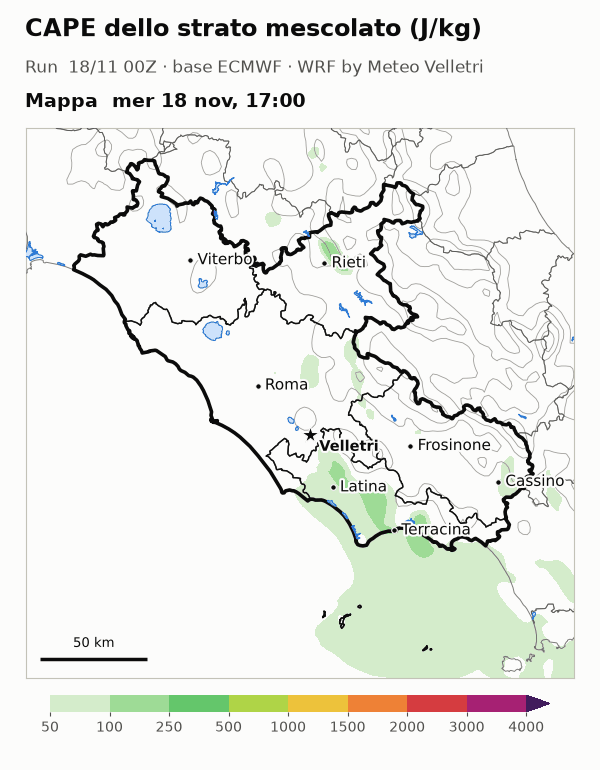 CAPE dello strato mescolato (J/kg)
Run  18/11 00Z · base ECMWF · WRF by Meteo Velletri
Mappa  mer 18 nov, 17:00
Viterbo
Rieti
Roma
Velletri
Frosinone
Latina
Cassino
Terracina
50 km
50 100 250 500 1000 1500 2000 3000 4000